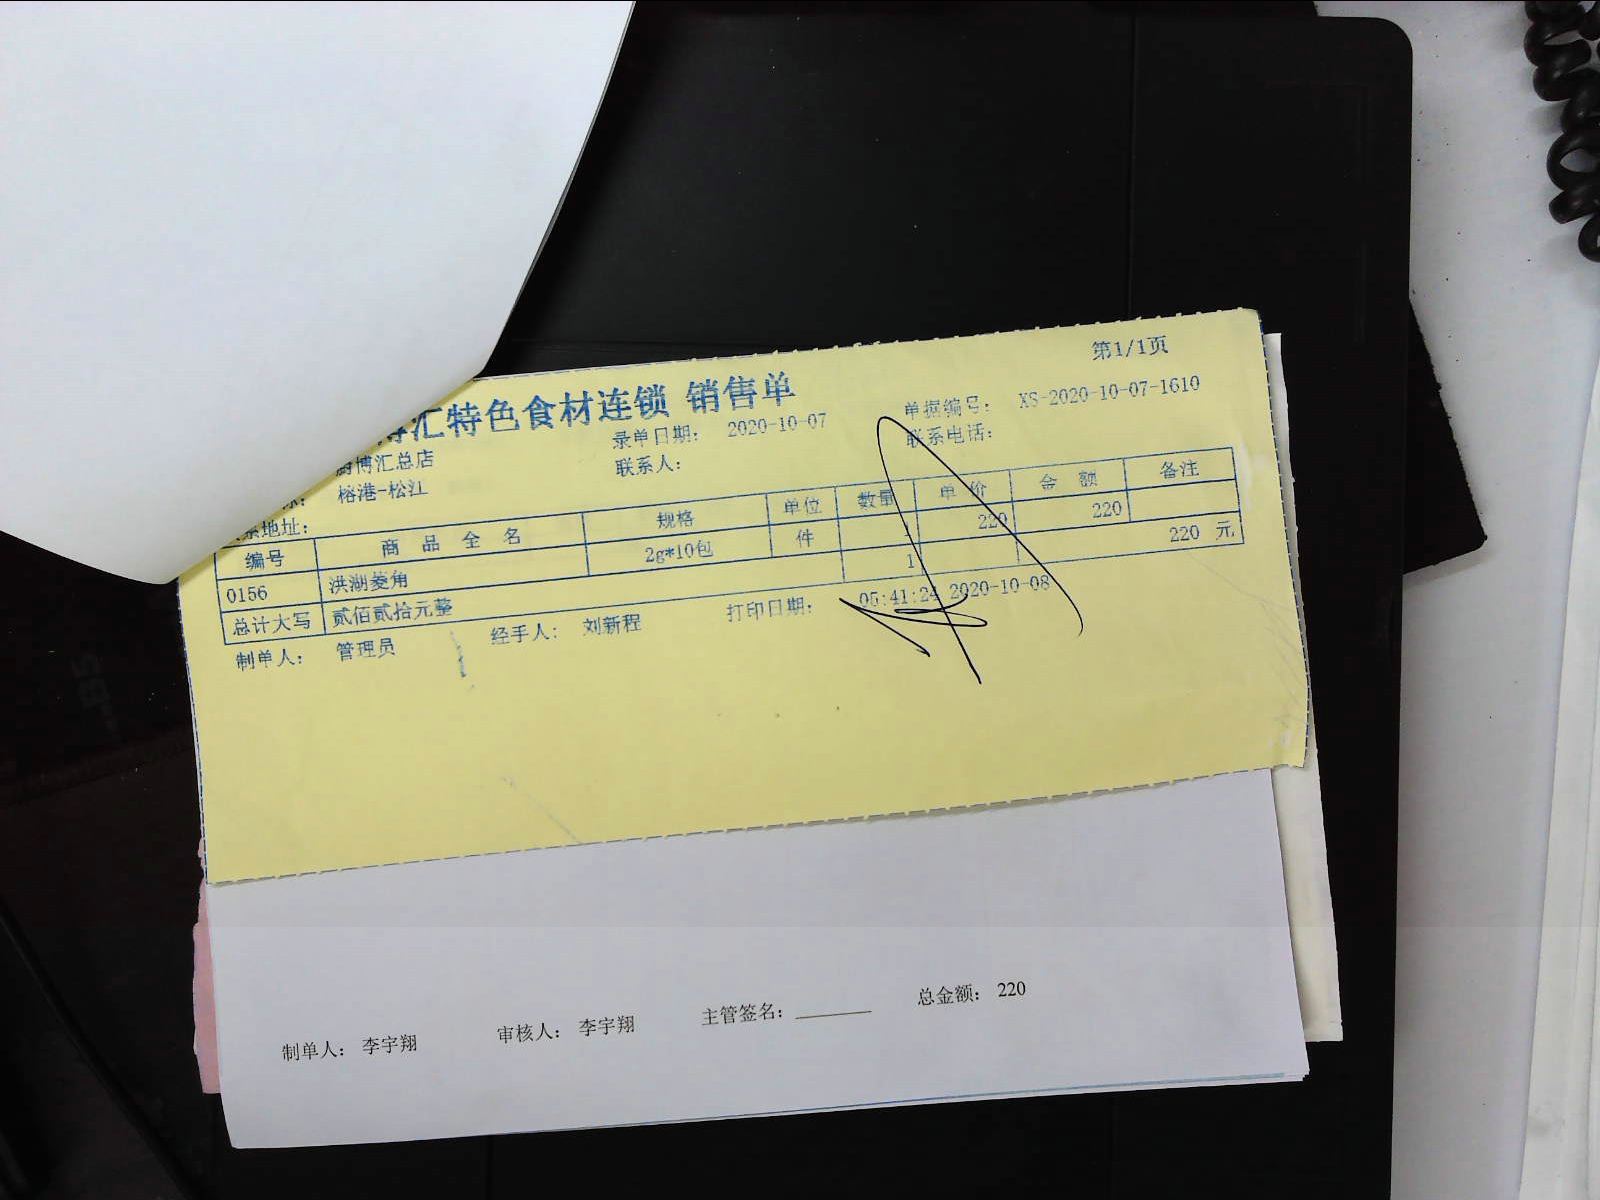 第1/1页
博汇特色食材连锁 销售单
厨博汇总店 录单日期: 2020-10-07 单据编号: XS-2020-10-07-1610
榕港-松江 联系人: 联系电话:
系地址:
编号 商品全名 规格 单位 数量 单价 金额 备注
0156 洪湖菱角 2g*10包 件 1 220 220
总计大写 贰佰贰拾元整 1 220 元
制单人: 管理员 经手人: 刘新程 打印日期: 05:41:24 2020-10-08
制单人: 李宇翔 审核人: 李宇翔 主管签名: 总金额: 220